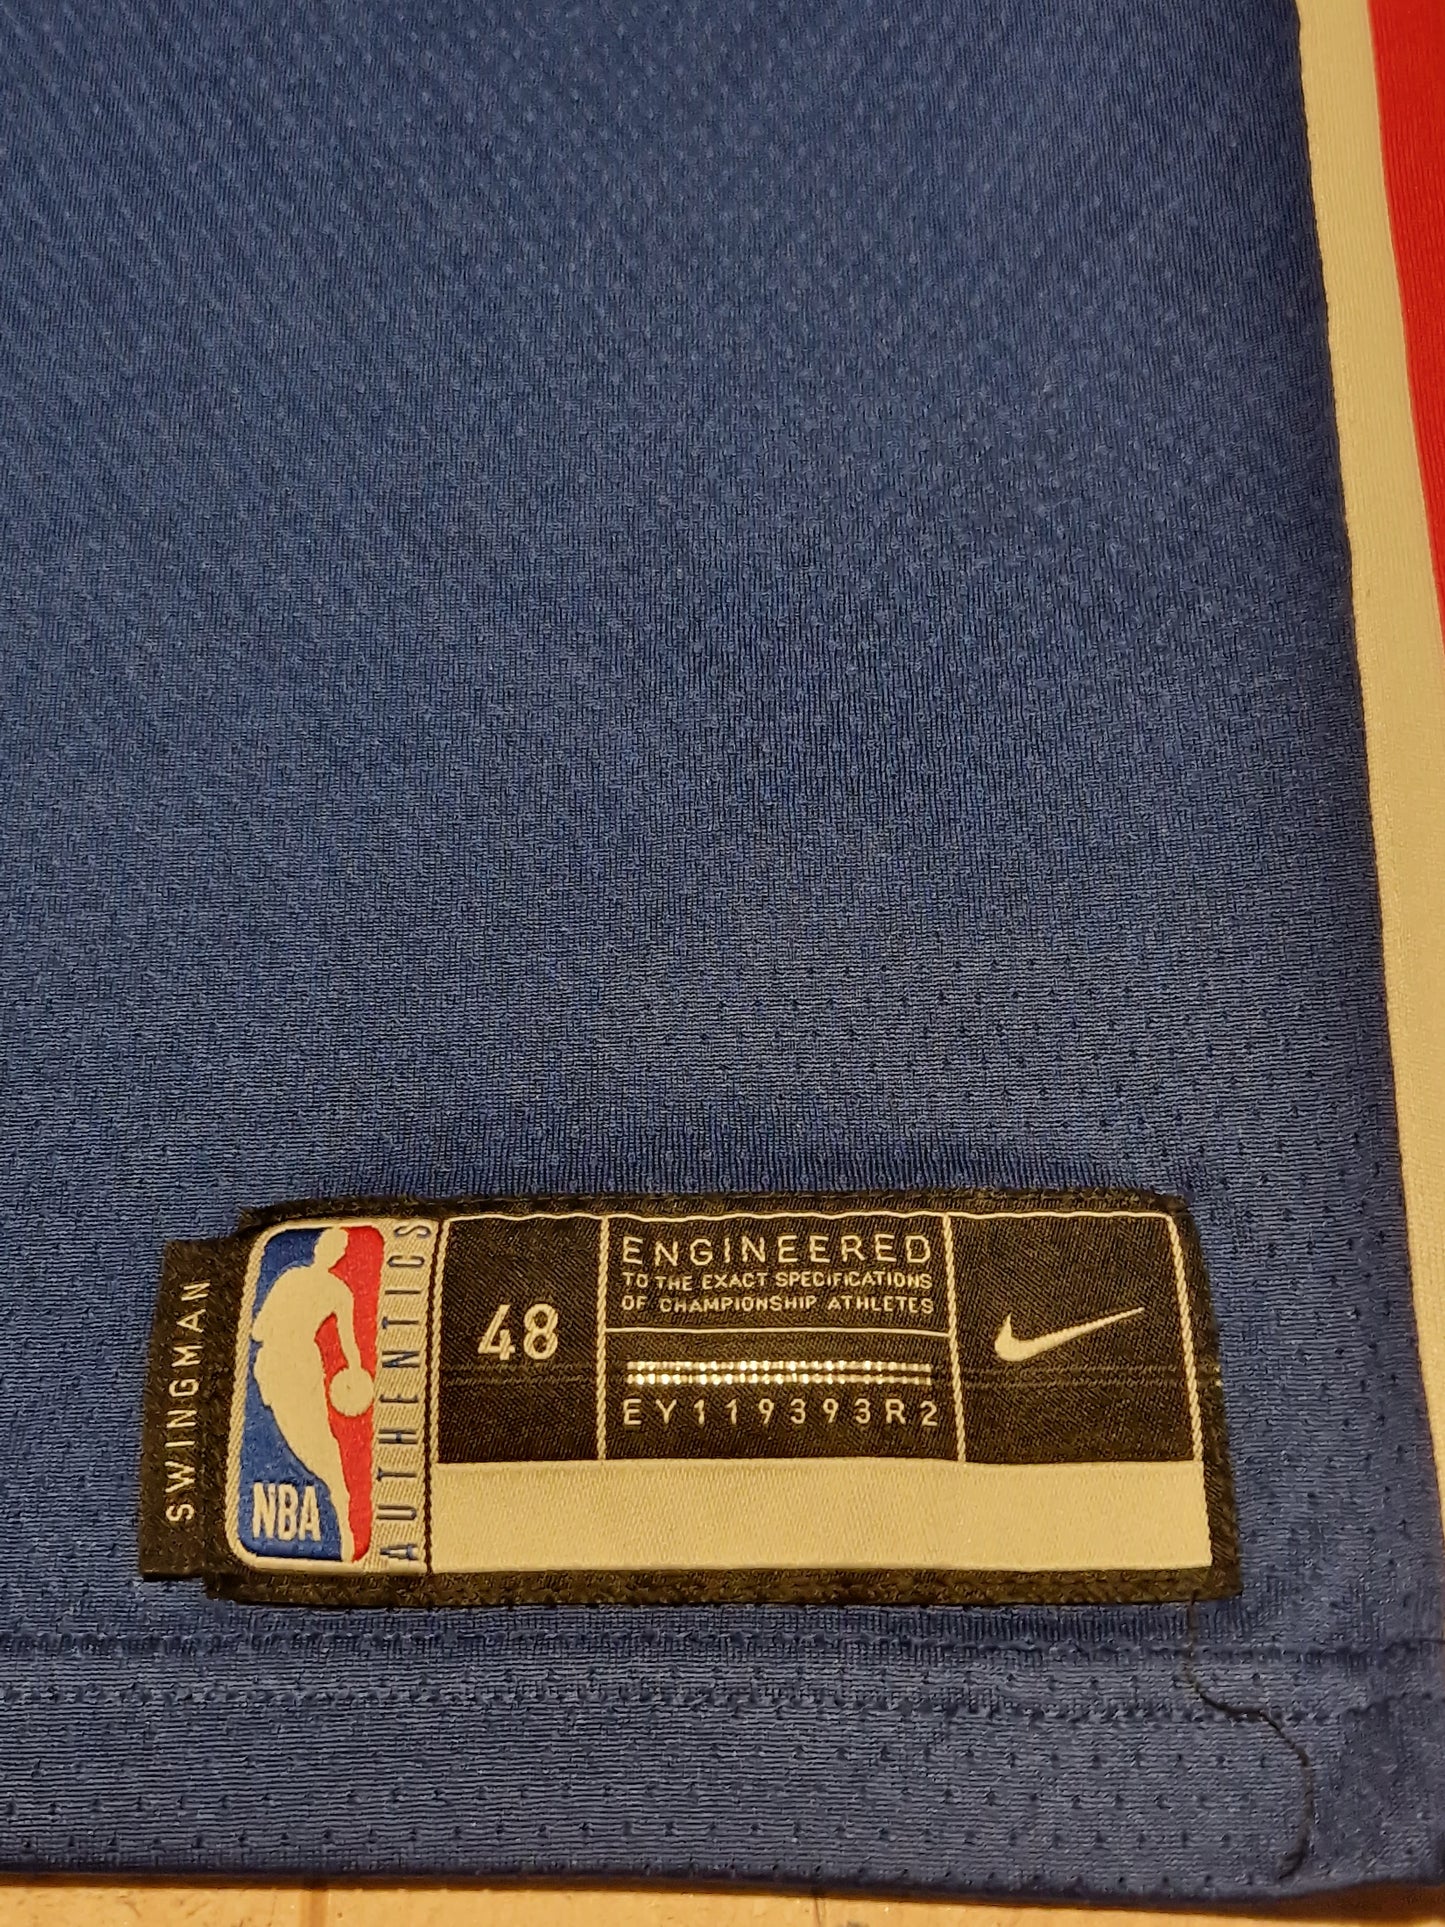 SWINGMAN
NBA
AUTHENTICS
48
ENGINEERED
TO THE EXACT SPECIFICATIONS
OF CHAMPIONSHIP ATHLETES
EY119393R2